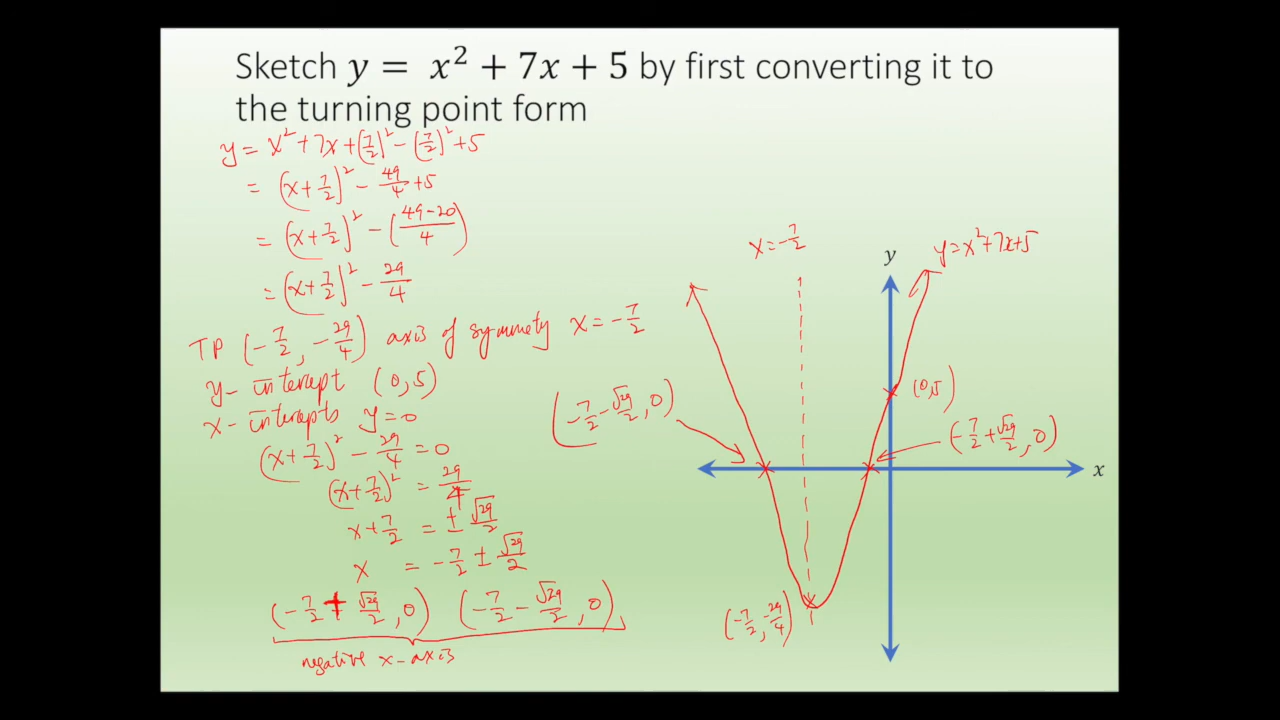 Sketch y = x² + 7x + 5 by first converting it to
the turning point form
y = x² + 7x + (7/2)² - (7/2)² + 5
= (x + 7/2)² - 49/4 + 5
= (x + 7/2)² - ((49-20)/4)
= (x + 7/2)² - 29/4
TP (-7/2, -29/4) axis of symmety x = -7/2
y-intercept (0,5)
x-intercepts y=0
(x + 7/2)² - 29/4 = 0
(x + 7/2)² = 29/4
x + 7/2 = ± √29/2
x = -7/2 ± √29/2
(-7/2 + √29/2, 0) (-7/2 - √29/2, 0)
negative x-axis
x = -7/2
y
y = x² + 7x + 5
(0,5)
(-7/2 - √29/2, 0)
(-7/2 + √29/2, 0)
x
(-7/2, -29/4)